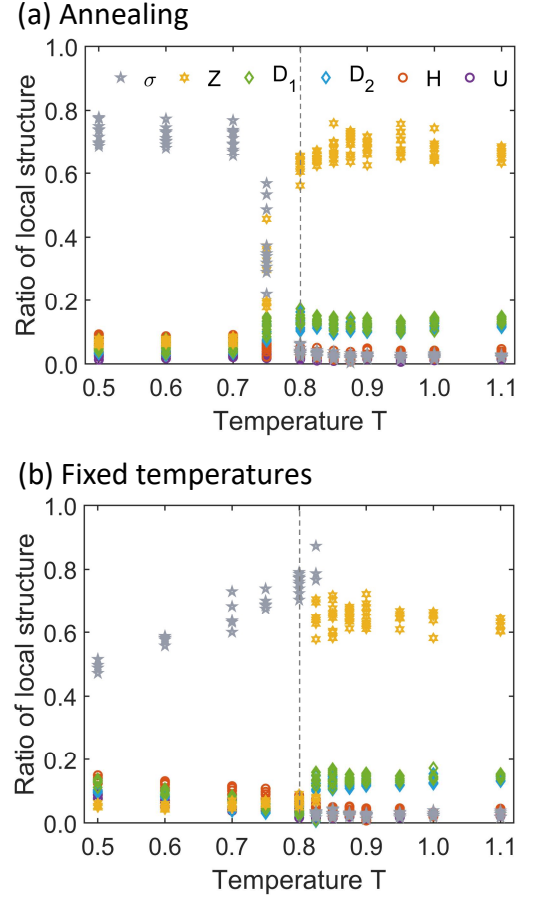 (a) Annealing
1.0
σ Z D1 D2 H U
0.8
0.6
0.4
0.2
0.0
Ratio of local structure
0.5 0.6 0.7 0.8 0.9 1.0 1.1
Temperature T
(b) Fixed temperatures
1.0
0.8
0.6
0.4
0.2
0.0
Ratio of local structure
0.5 0.6 0.7 0.8 0.9 1.0 1.1
Temperature T